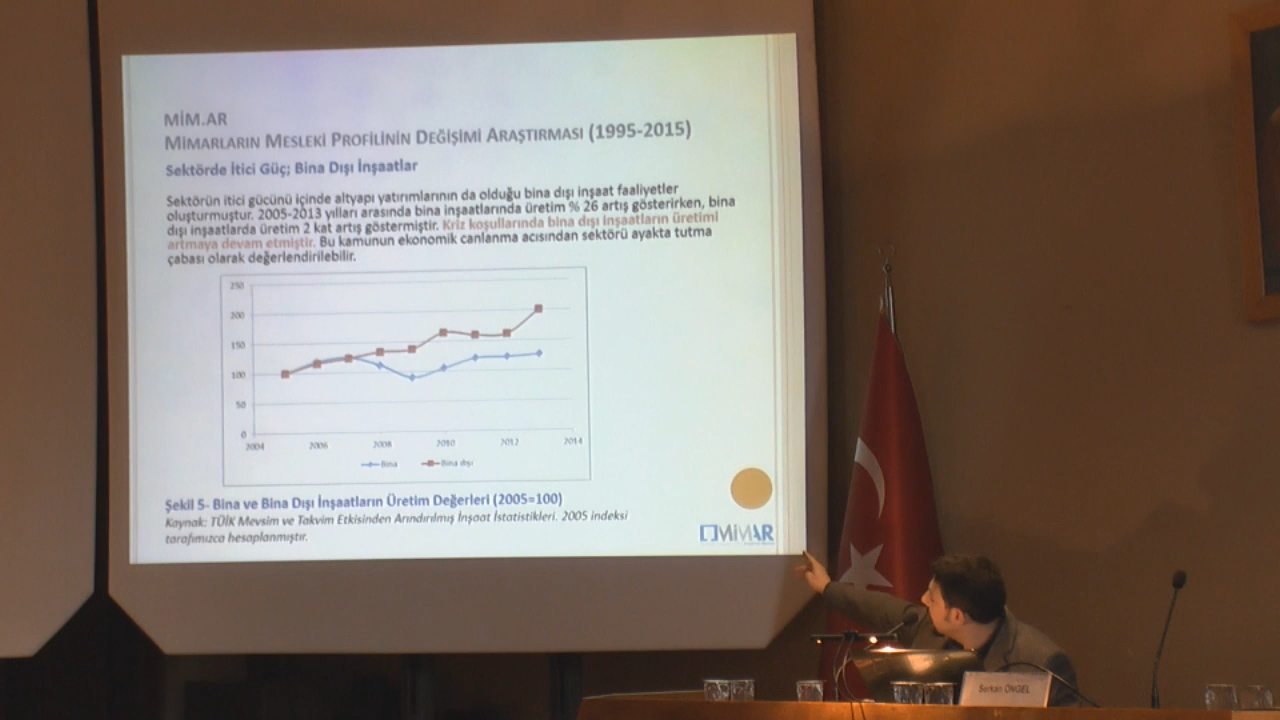 MİM.AR
MİMARLARIN MESLEKİ PROFİLİNİN DEĞİŞİMİ ARAŞTIRMASI (1995-2015)
Sektörde İtici Güç; Bina Dışı İnşaatlar
Sektörün itici gücünü içinde altyapı yatırımlarının da olduğu bina dışı inşaat faaliyetler
oluşturmuştur. 2005-2013 yılları arasında bina inşaatlarında üretim % 26 artış gösterirken, bina
dışı inşaatlarda üretim 2 kat artış göstermiştir. Kriz koşullarında bina dışı inşaatların üretimi
artmaya devam etmiştir. Bu kamunun ekonomik canlanma acısından sektörü ayakta tutma
çabası olarak değerlendirilebilir.
250
200
150
100
50
0
2004 2006 2008 2010 2012 2014
Bina Bina dışı
Şekil 5- Bina ve Bina Dışı İnşaatların Üretim Değerleri (2005=100)
Kaynak: TÜİK Mevsim ve Takvim Etkisinden Arındırılmış İnşaat İstatistikleri. 2005 indeksi
tarafımızca hesaplanmıştır.
MİMAR
Serkan ÖNGEL